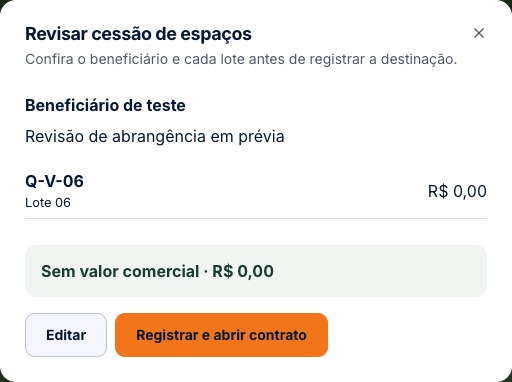 Revisar cessão de espaços
Confira o beneficiário e cada lote antes de registrar a destinação.
Beneficiário de teste
Revisão de abrangência em prévia
Q-V-06
Lote 06
R$ 0,00
Sem valor comercial · R$ 0,00
Editar
Registrar e abrir contrato